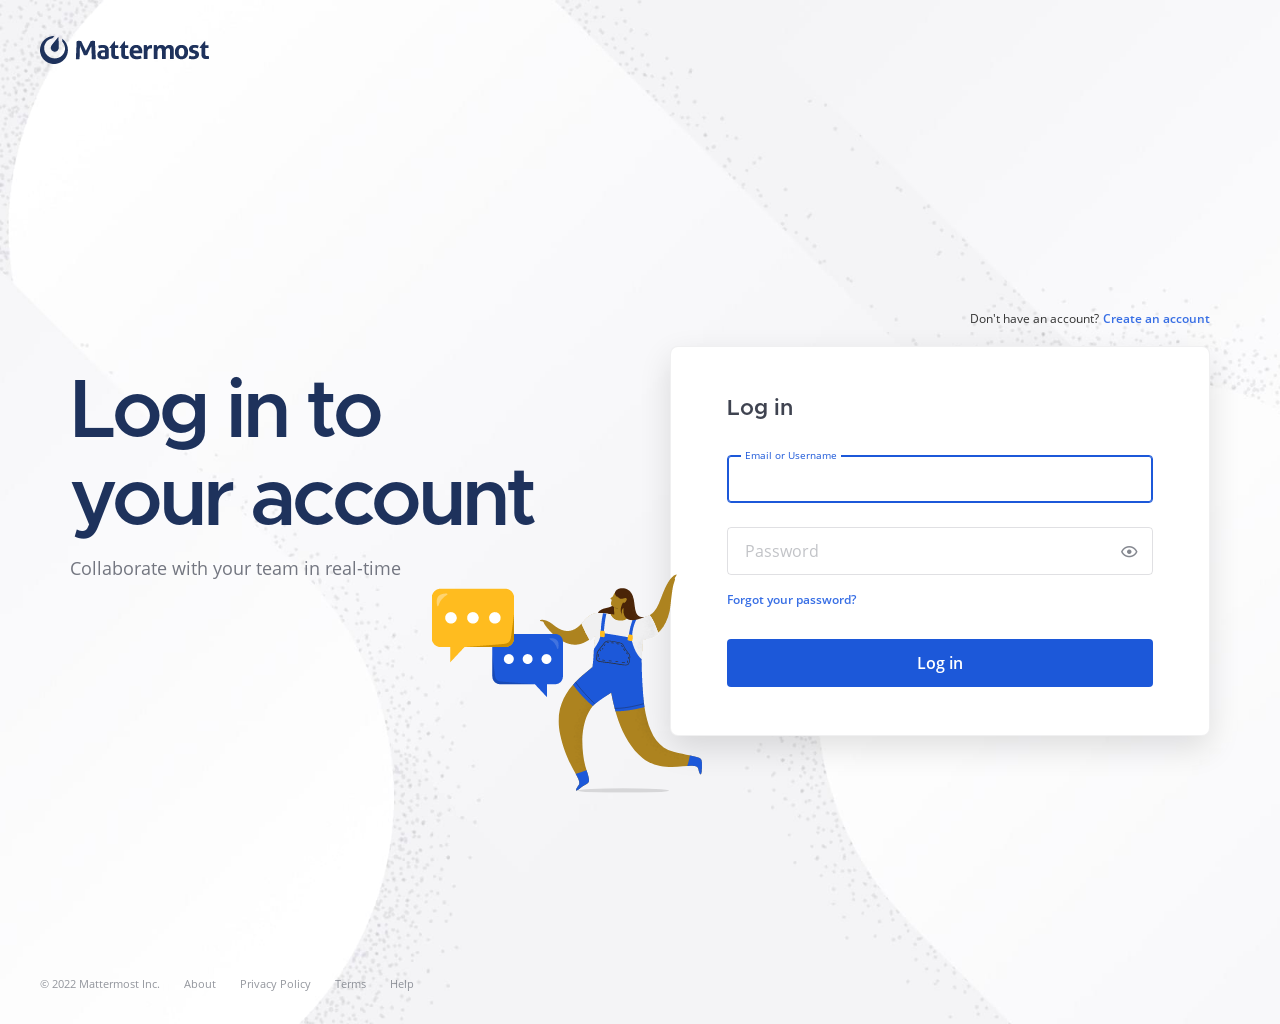 Mattermost
Don't have an account? Create an account
Log in to
your account
Collaborate with your team in real-time
Log in
Email or Username
Password
Forgot your password?
Log in
© 2022 Mattermost Inc. About Privacy Policy Terms Help